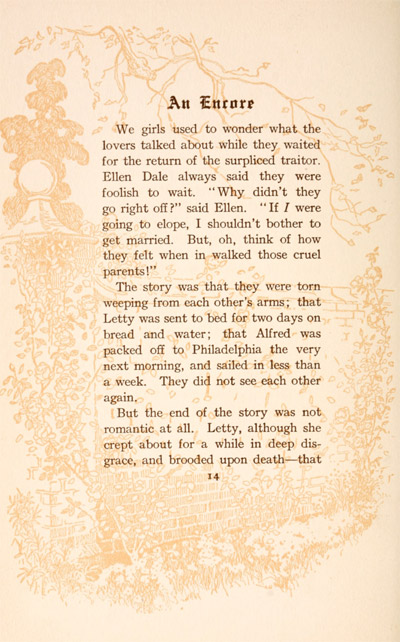 An Encore
We girls used to wonder what the
lovers talked about while they waited
for the return of the surpliced traitor.
Ellen Dale always said they were
foolish to wait. "Why didn't they
go right off?" said Ellen. "If I were
going to elope, I shouldn't bother to
get married. But, oh, think of how
they felt when in walked those cruel
parents!"
The story was that they were torn
weeping from each other's arms; that
Letty was sent to bed for two days on
bread and water; that Alfred was
packed off to Philadelphia the very
next morning, and sailed in less than
a week. They did not see each other
again.
But the end of the story was not
romantic at all. Letty, although she
crept about for a while in deep dis-
grace, and brooded upon death—that
14